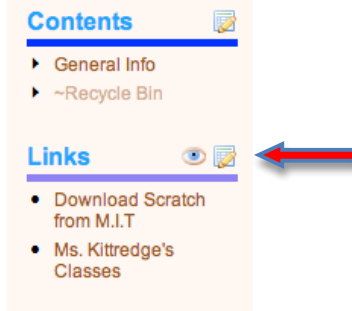 Contents
General Info
~Recycle Bin
Links
Download Scratch
from M.I.T
Ms. Kittredge's
Classes